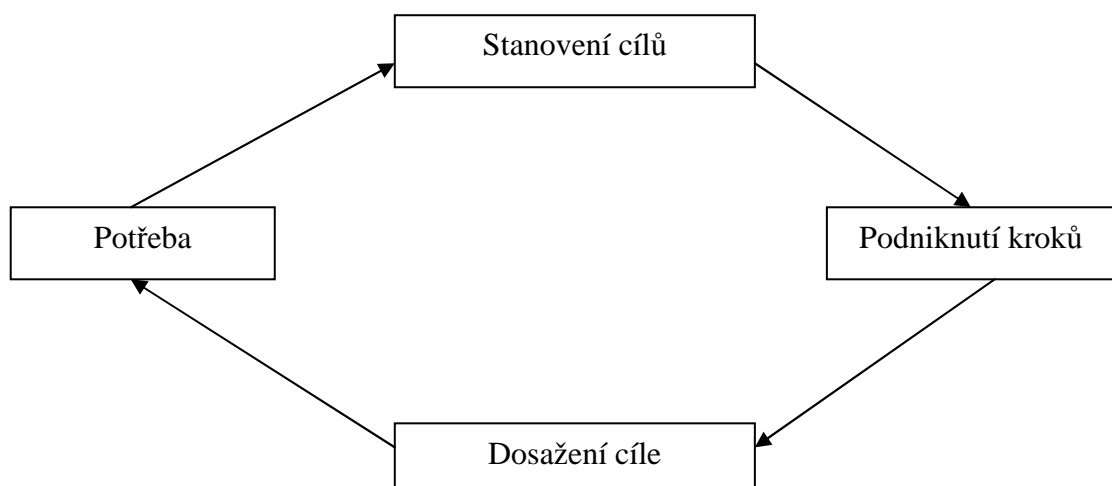 Stanovení cílů
Potřeba
Podniknutí kroků
Dosažení cíle